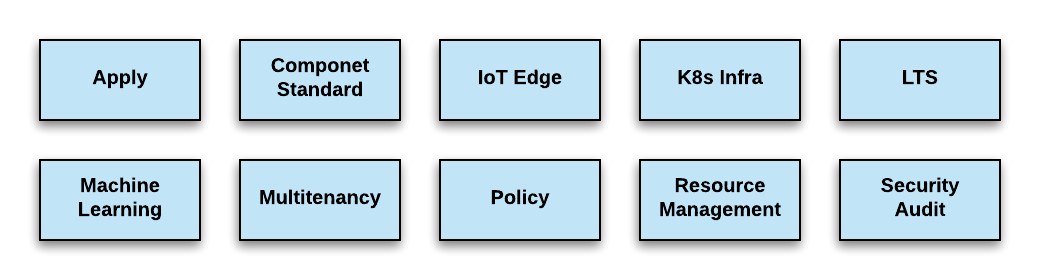 Apply
Componet
Standard
IoT Edge
K8s Infra
LTS
Machine
Learning
Multitenancy
Policy
Resource
Management
Security
Audit